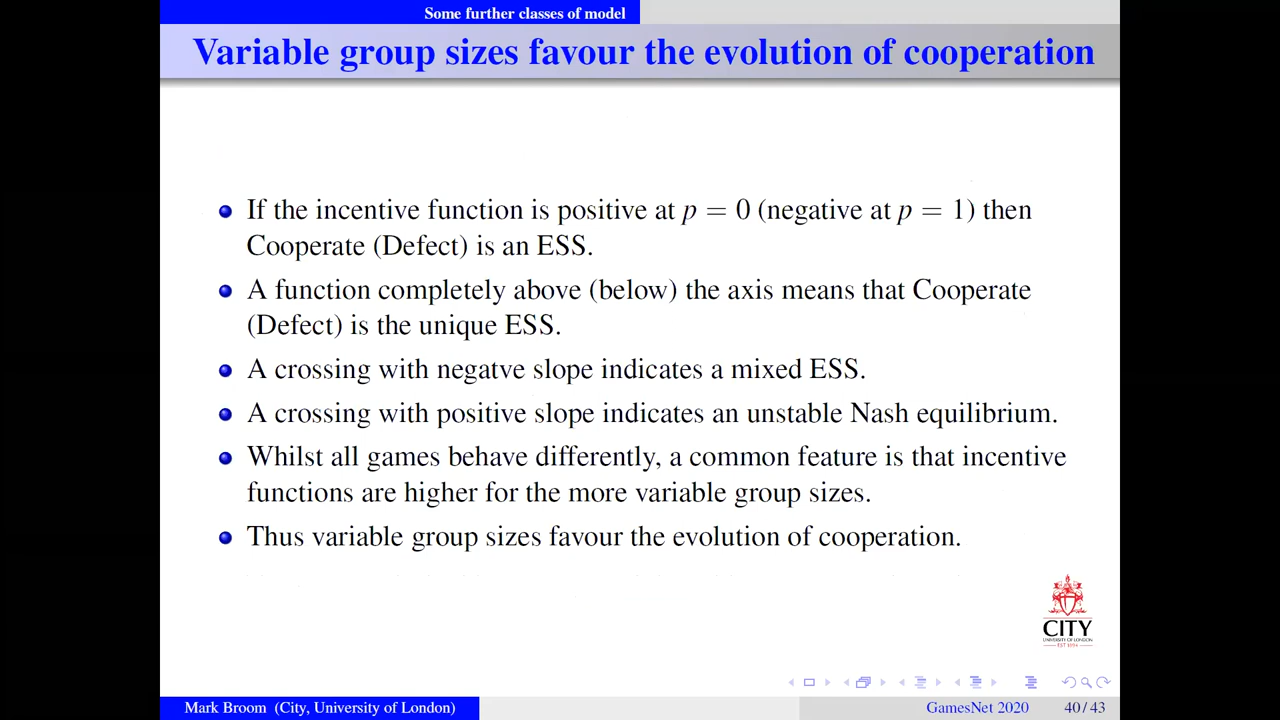 Some further classes of model
Variable group sizes favour the evolution of cooperation
If the incentive function is positive at p = 0 (negative at p = 1) then
Cooperate (Defect) is an ESS.
A function completely above (below) the axis means that Cooperate
(Defect) is the unique ESS.
A crossing with negatve slope indicates a mixed ESS.
A crossing with positive slope indicates an unstable Nash equilibrium.
Whilst all games behave differently, a common feature is that incentive
functions are higher for the more variable group sizes.
Thus variable group sizes favour the evolution of cooperation.
CITY
UNIVERSITY OF LONDON
EST 1894
Mark Broom (City, University of London)
GamesNet 2020
40 / 43